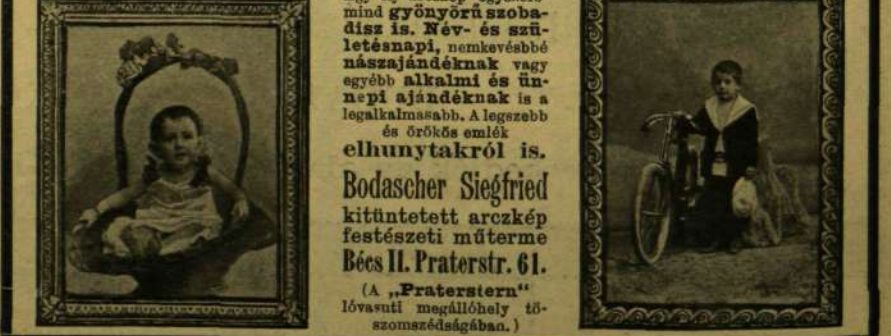 mind gyönyörü szoba-
disz is. Név- és szü-
letésnapi, nemkevésbbé
nászajándéknak vagy
egyébb alkalmi és ün-
nepi ajándéknak is a
legalkalmasabb. A legszebb
és örökös emlék
elhunytakról is.
Bodascher Siegfried
kitüntetett arczkép
festészeti műterme
Bécs II. Praterstr. 61.
(A „Praterstern“
lóvasuti megállóhely tő-
szomszédságában.)